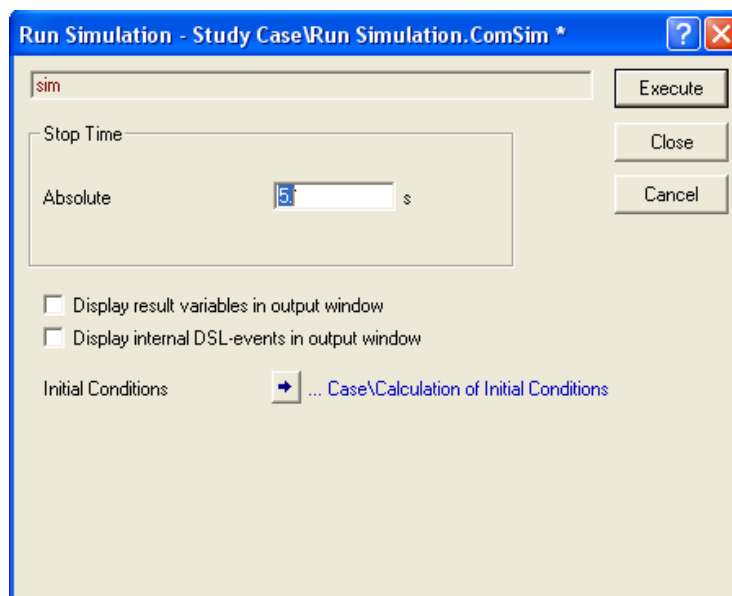 Run Simulation - Study Case\Run Simulation.ComSim *
sim
Execute
Stop Time
Close
Absolute 5. s
Cancel
Display result variables in output window
Display internal DSL-events in output window
Initial Conditions ... Case\Calculation of Initial Conditions